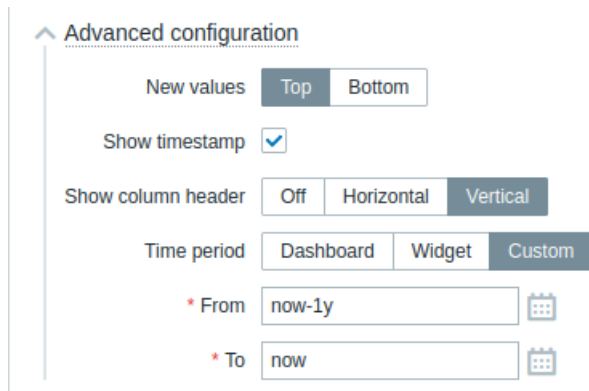 Advanced configuration
New values Top Bottom
Show timestamp
Show column header Off Horizontal Vertical
Time period Dashboard Widget Custom
* From now-1y
* To now